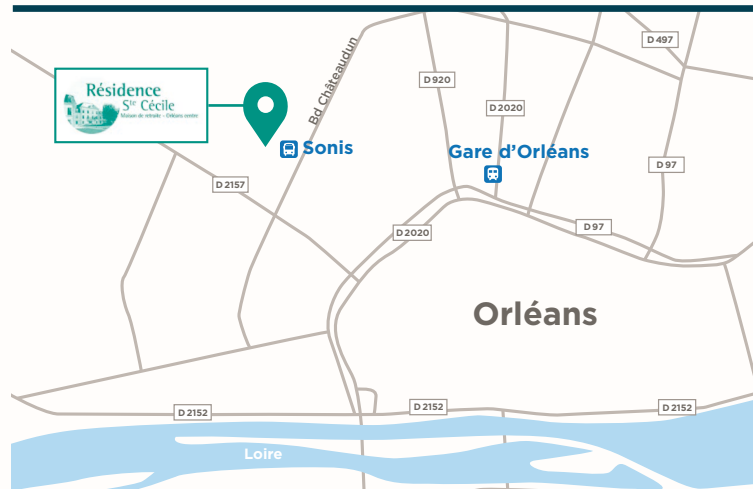 D 497
Bd Châteaudun
D 920
Résidence
Ste Cécile
Maison de retraite - Orléans centre
D 2020
Sonis
Gare d'Orléans
D 97
D 2157
D 2020
D 97
Orléans
D 2152
D 2152
D 2152
Loire